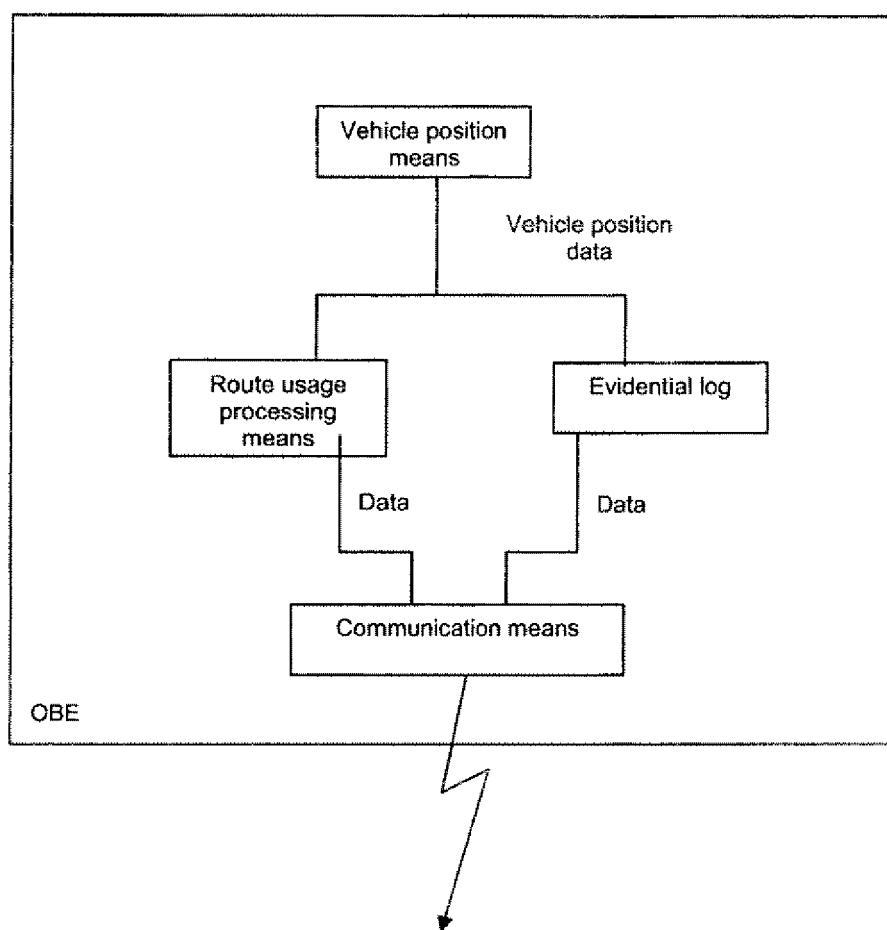 Vehicle position
means
Vehicle position
data
Route usage
processing
means
Evidential log
Data
Data
Communication means
OBE